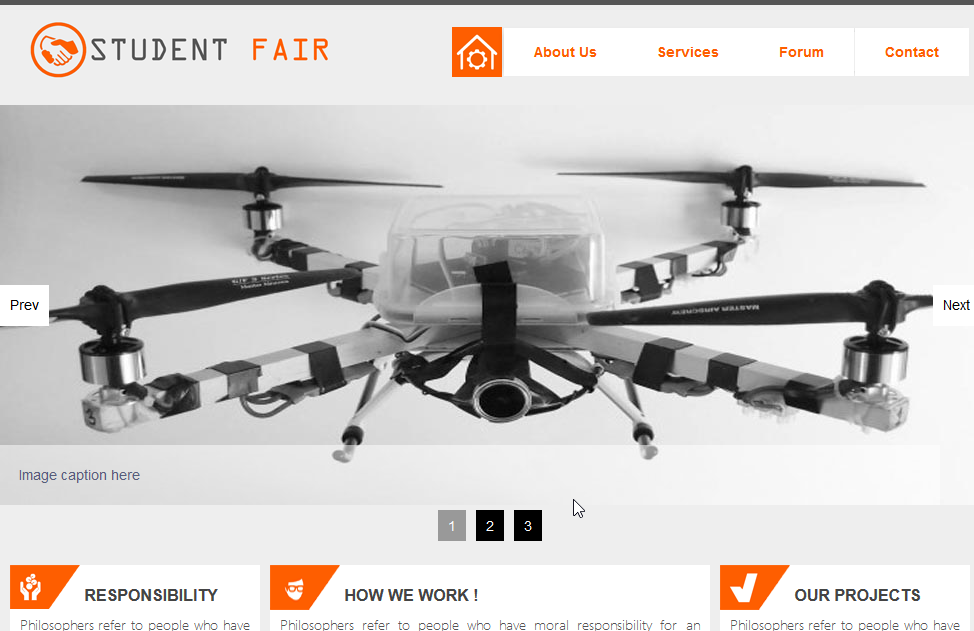 STUDENT FAIR
About Us Services Forum Contact
MASTER AIRSCREW
Prev
Next
Image caption here
1 2 3
RESPONSIBILITY
HOW WE WORK !
OUR PROJECTS
Philosophers refer to people who have
Philosophers refer to people who have moral responsibility for an
Philosophers refer to people who have